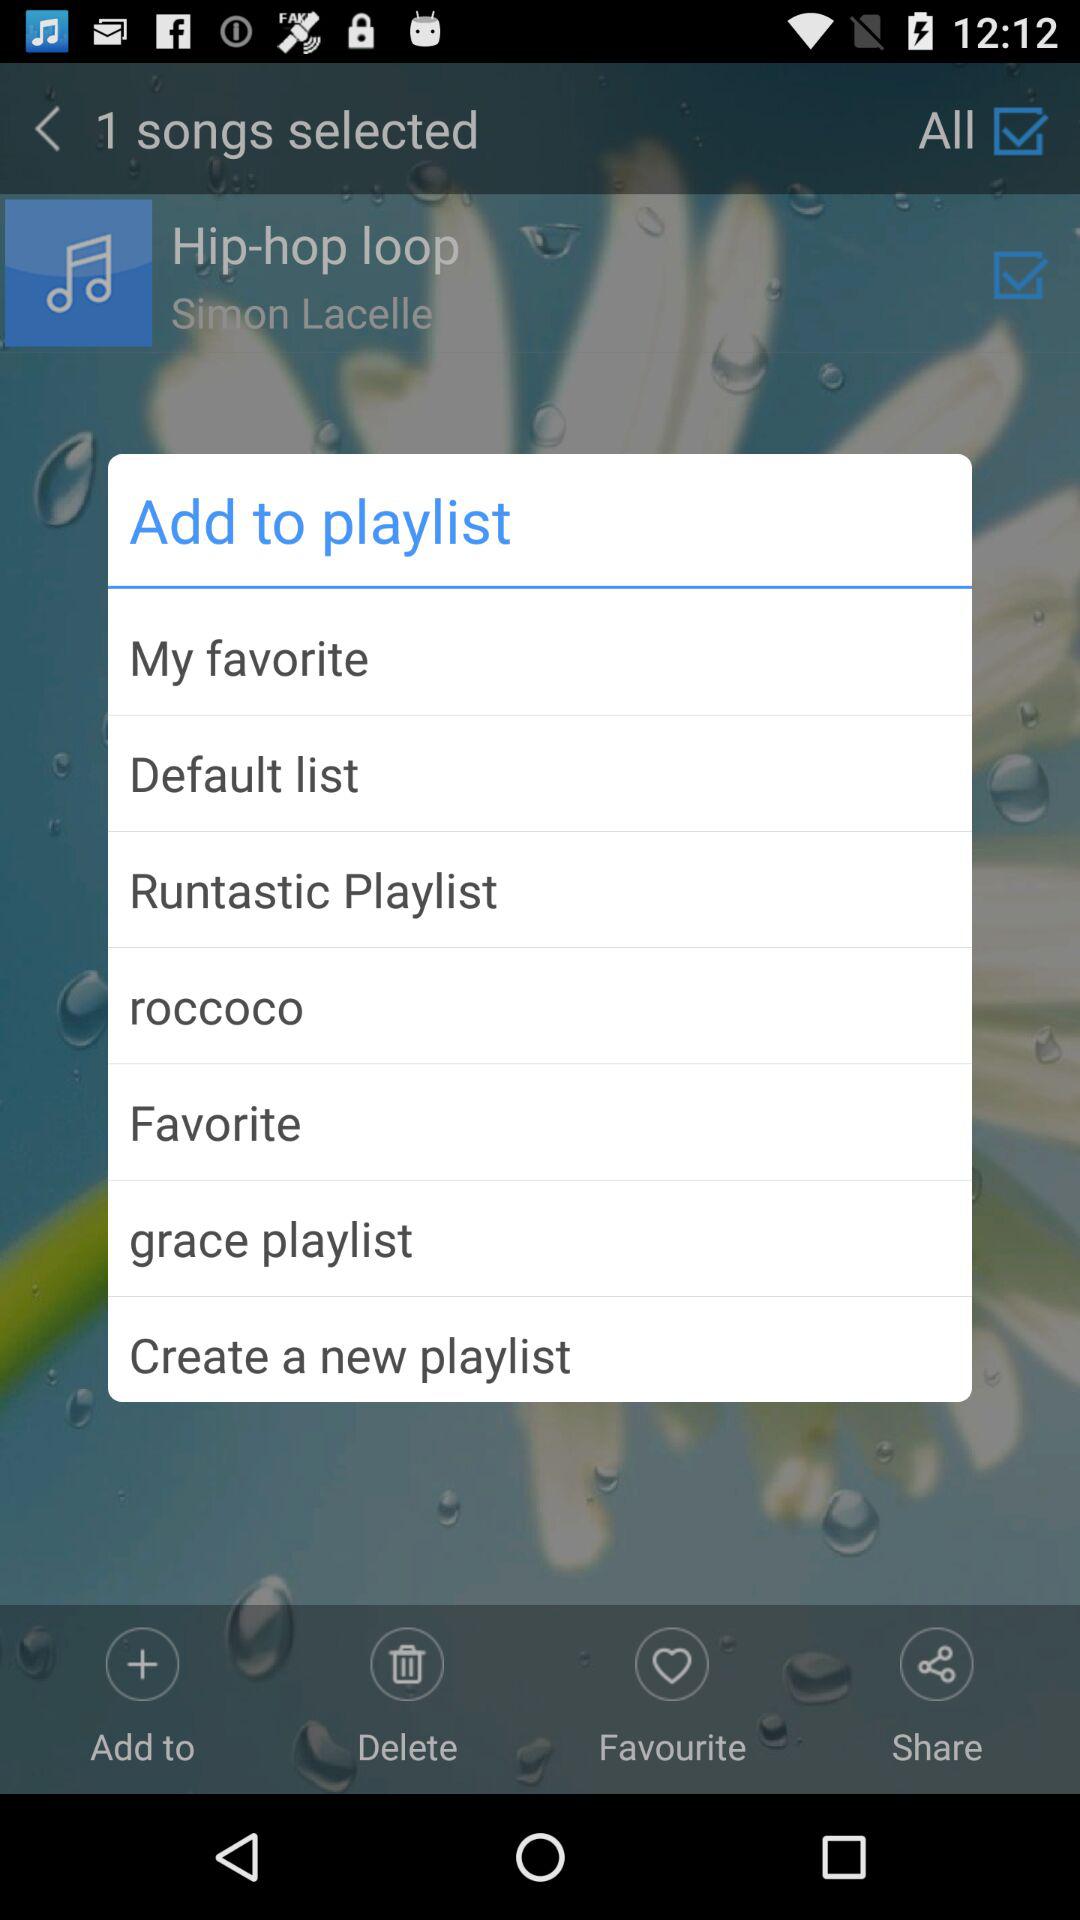 FAKE
12:12
1 songs selected
All
Hip-hop loop
Simon Lacelle
Add to playlist
My favorite
Default list
Runtastic Playlist
roccoco
Favorite
grace playlist
Create a new playlist
Add to
Delete
Favourite
Share